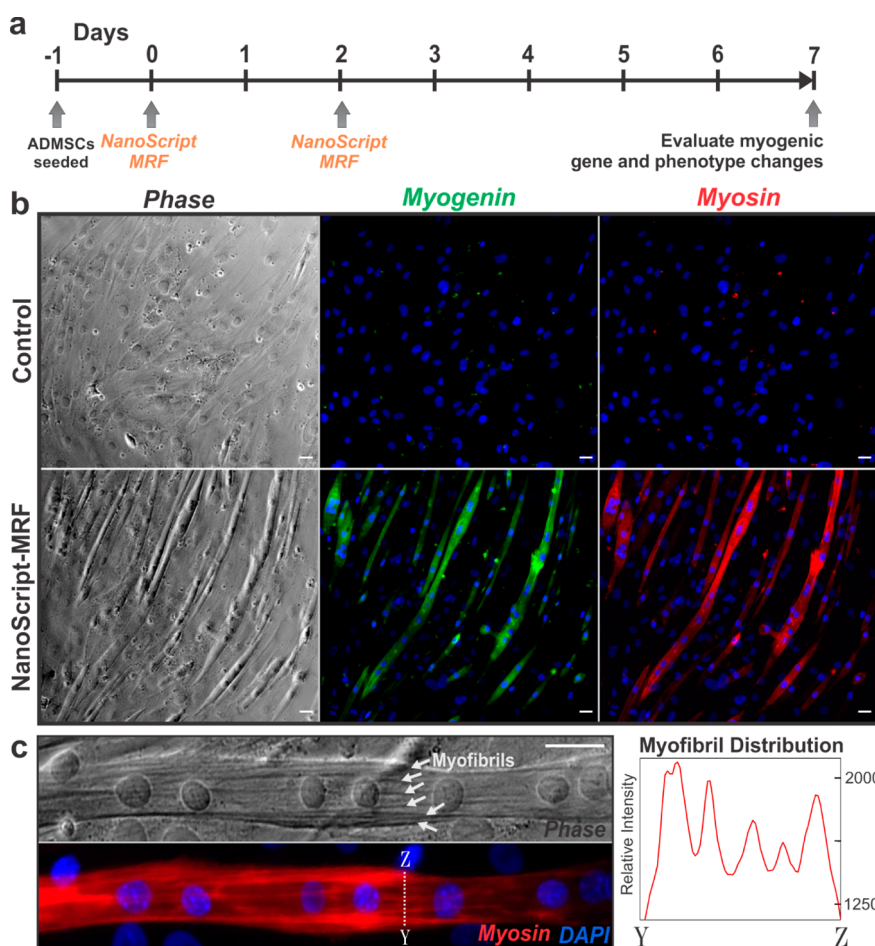 a
Days
-1 0 1 2 3 4 5 6 7
ADMSCs
seeded
NanoScript
MRF
NanoScript
MRF
Evaluate myogenic
gene and phenotype changes
b
Phase Myogenin Myosin
Control
NanoScript-MRF
c
Myofibrils
Phase
Z
Y
Myosin DAPI
Myofibril Distribution
Relative Intensity
2000
1250
Y Z